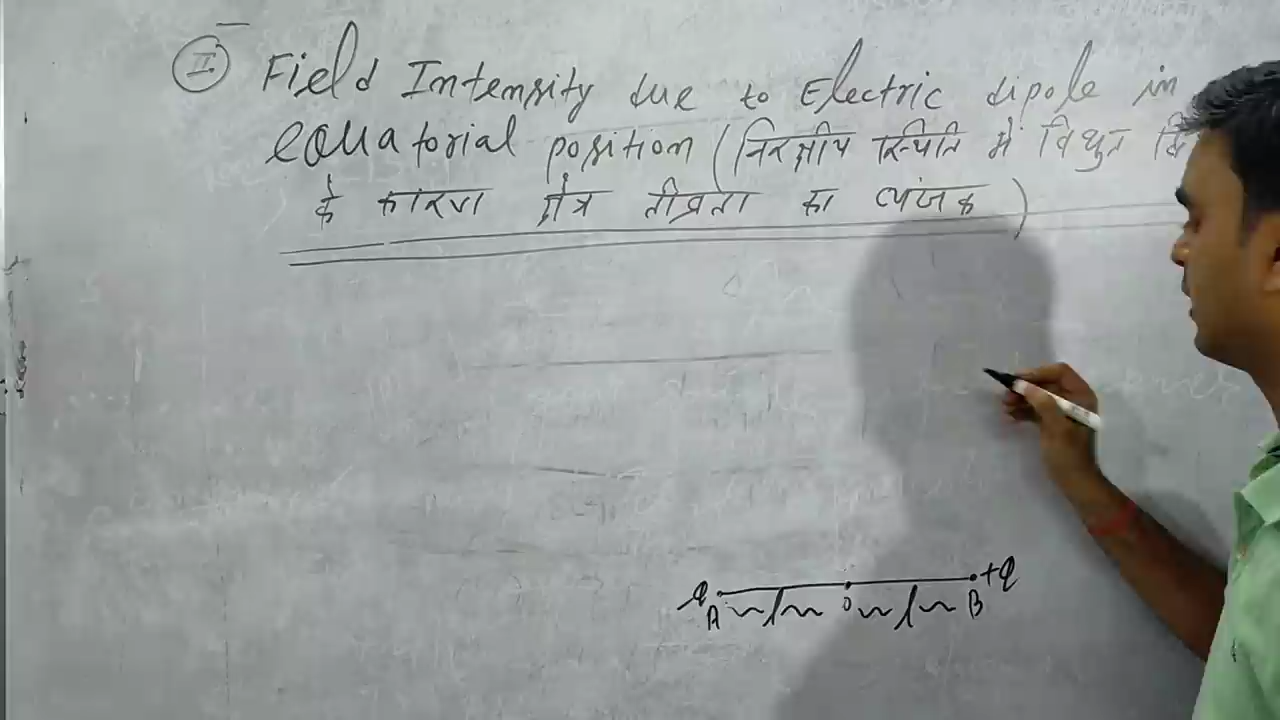 II Field Intensity due to Electric dipole in
equatorial position (निरक्षीय स्थिति में विधुत
के कारण क्षेत्र तीव्रता का व्यंजक)
-q +q
A l O l B